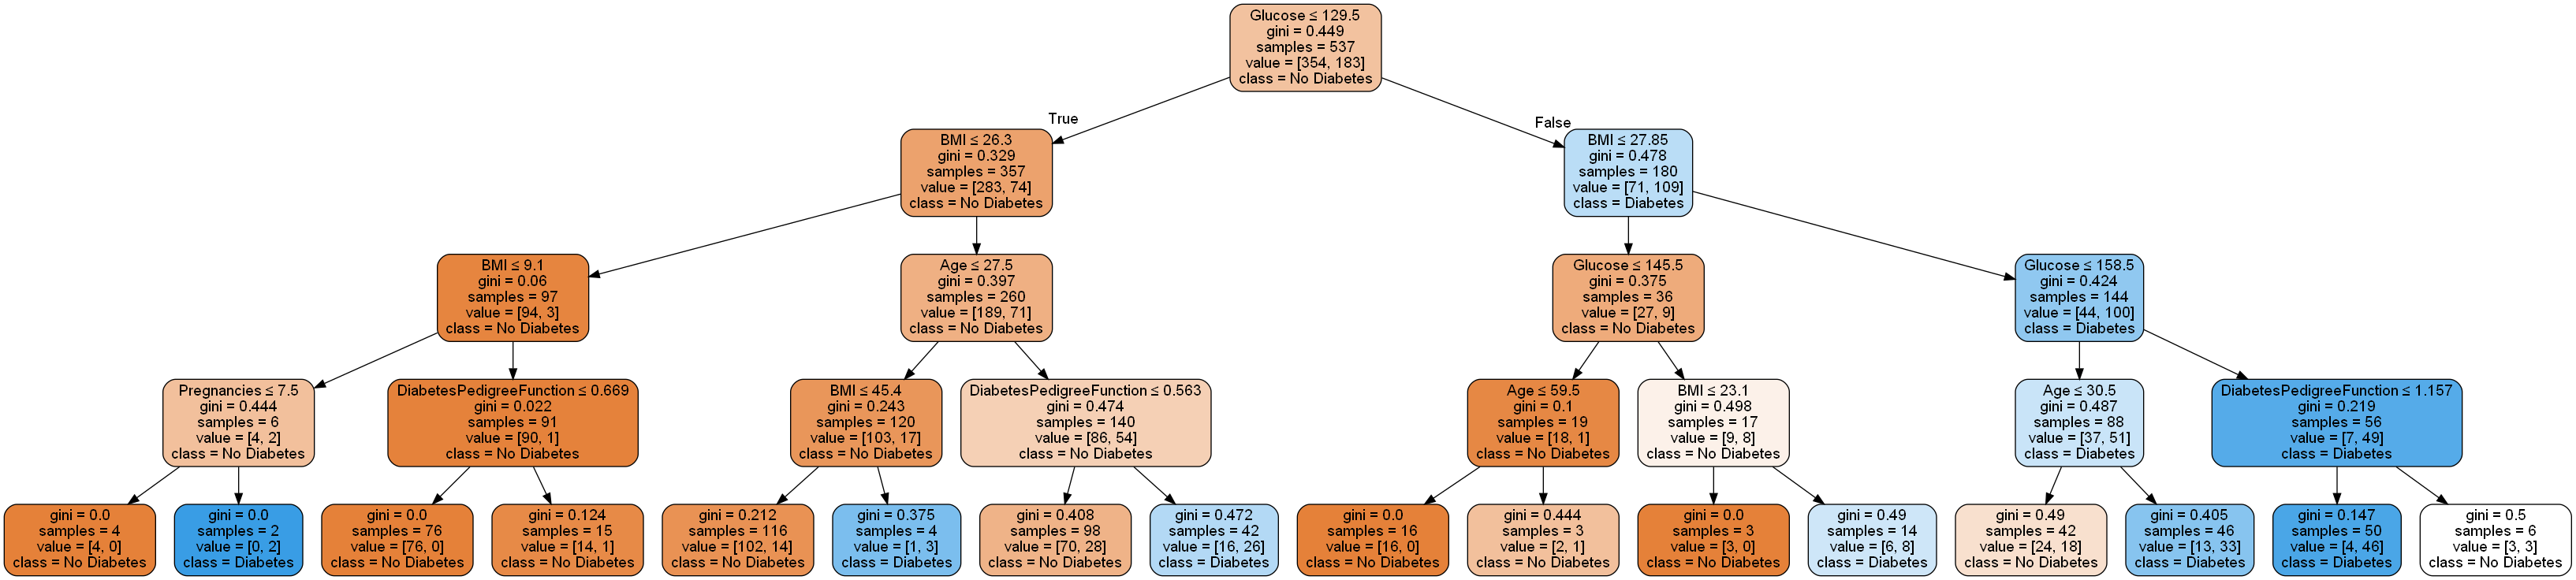 Glucose ≤ 129.5
gini = 0.449
samples = 537
value = [354, 183]
class = No Diabetes
True
False
BMI ≤ 26.3
gini = 0.329
samples = 357
value = [283, 74]
class = No Diabetes
BMI ≤ 27.85
gini = 0.478
samples = 180
value = [71, 109]
class = Diabetes
BMI ≤ 9.1
gini = 0.06
samples = 97
value = [94, 3]
class = No Diabetes
Age ≤ 27.5
gini = 0.397
samples = 260
value = [189, 71]
class = No Diabetes
Glucose ≤ 145.5
gini = 0.375
samples = 36
value = [27, 9]
class = No Diabetes
Glucose ≤ 158.5
gini = 0.424
samples = 144
value = [44, 100]
class = Diabetes
Pregnancies ≤ 7.5
gini = 0.444
samples = 6
value = [4, 2]
class = No Diabetes
DiabetesPedigreeFunction ≤ 0.669
gini = 0.022
samples = 91
value = [90, 1]
class = No Diabetes
BMI ≤ 45.4
gini = 0.243
samples = 120
value = [103, 17]
class = No Diabetes
DiabetesPedigreeFunction ≤ 0.563
gini = 0.474
samples = 140
value = [86, 54]
class = No Diabetes
Age ≤ 59.5
gini = 0.1
samples = 19
value = [18, 1]
class = No Diabetes
BMI ≤ 23.1
gini = 0.498
samples = 17
value = [9, 8]
class = No Diabetes
Age ≤ 30.5
gini = 0.487
samples = 88
value = [37, 51]
class = Diabetes
DiabetesPedigreeFunction ≤ 1.157
gini = 0.219
samples = 56
value = [7, 49]
class = Diabetes
gini = 0.0
samples = 4
value = [4, 0]
class = No Diabetes
gini = 0.0
samples = 2
value = [0, 2]
class = Diabetes
gini = 0.0
samples = 76
value = [76, 0]
class = No Diabetes
gini = 0.124
samples = 15
value = [14, 1]
class = No Diabetes
gini = 0.212
samples = 116
value = [102, 14]
class = No Diabetes
gini = 0.375
samples = 4
value = [1, 3]
class = Diabetes
gini = 0.408
samples = 98
value = [70, 28]
class = No Diabetes
gini = 0.472
samples = 42
value = [16, 26]
class = Diabetes
gini = 0.0
samples = 16
value = [16, 0]
class = No Diabetes
gini = 0.444
samples = 3
value = [2, 1]
class = No Diabetes
gini = 0.0
samples = 3
value = [3, 0]
class = No Diabetes
gini = 0.49
samples = 14
value = [6, 8]
class = Diabetes
gini = 0.49
samples = 42
value = [24, 18]
class = No Diabetes
gini = 0.405
samples = 46
value = [13, 33]
class = Diabetes
gini = 0.147
samples = 50
value = [4, 46]
class = Diabetes
gini = 0.5
samples = 6
value = [3, 3]
class = No Diabetes